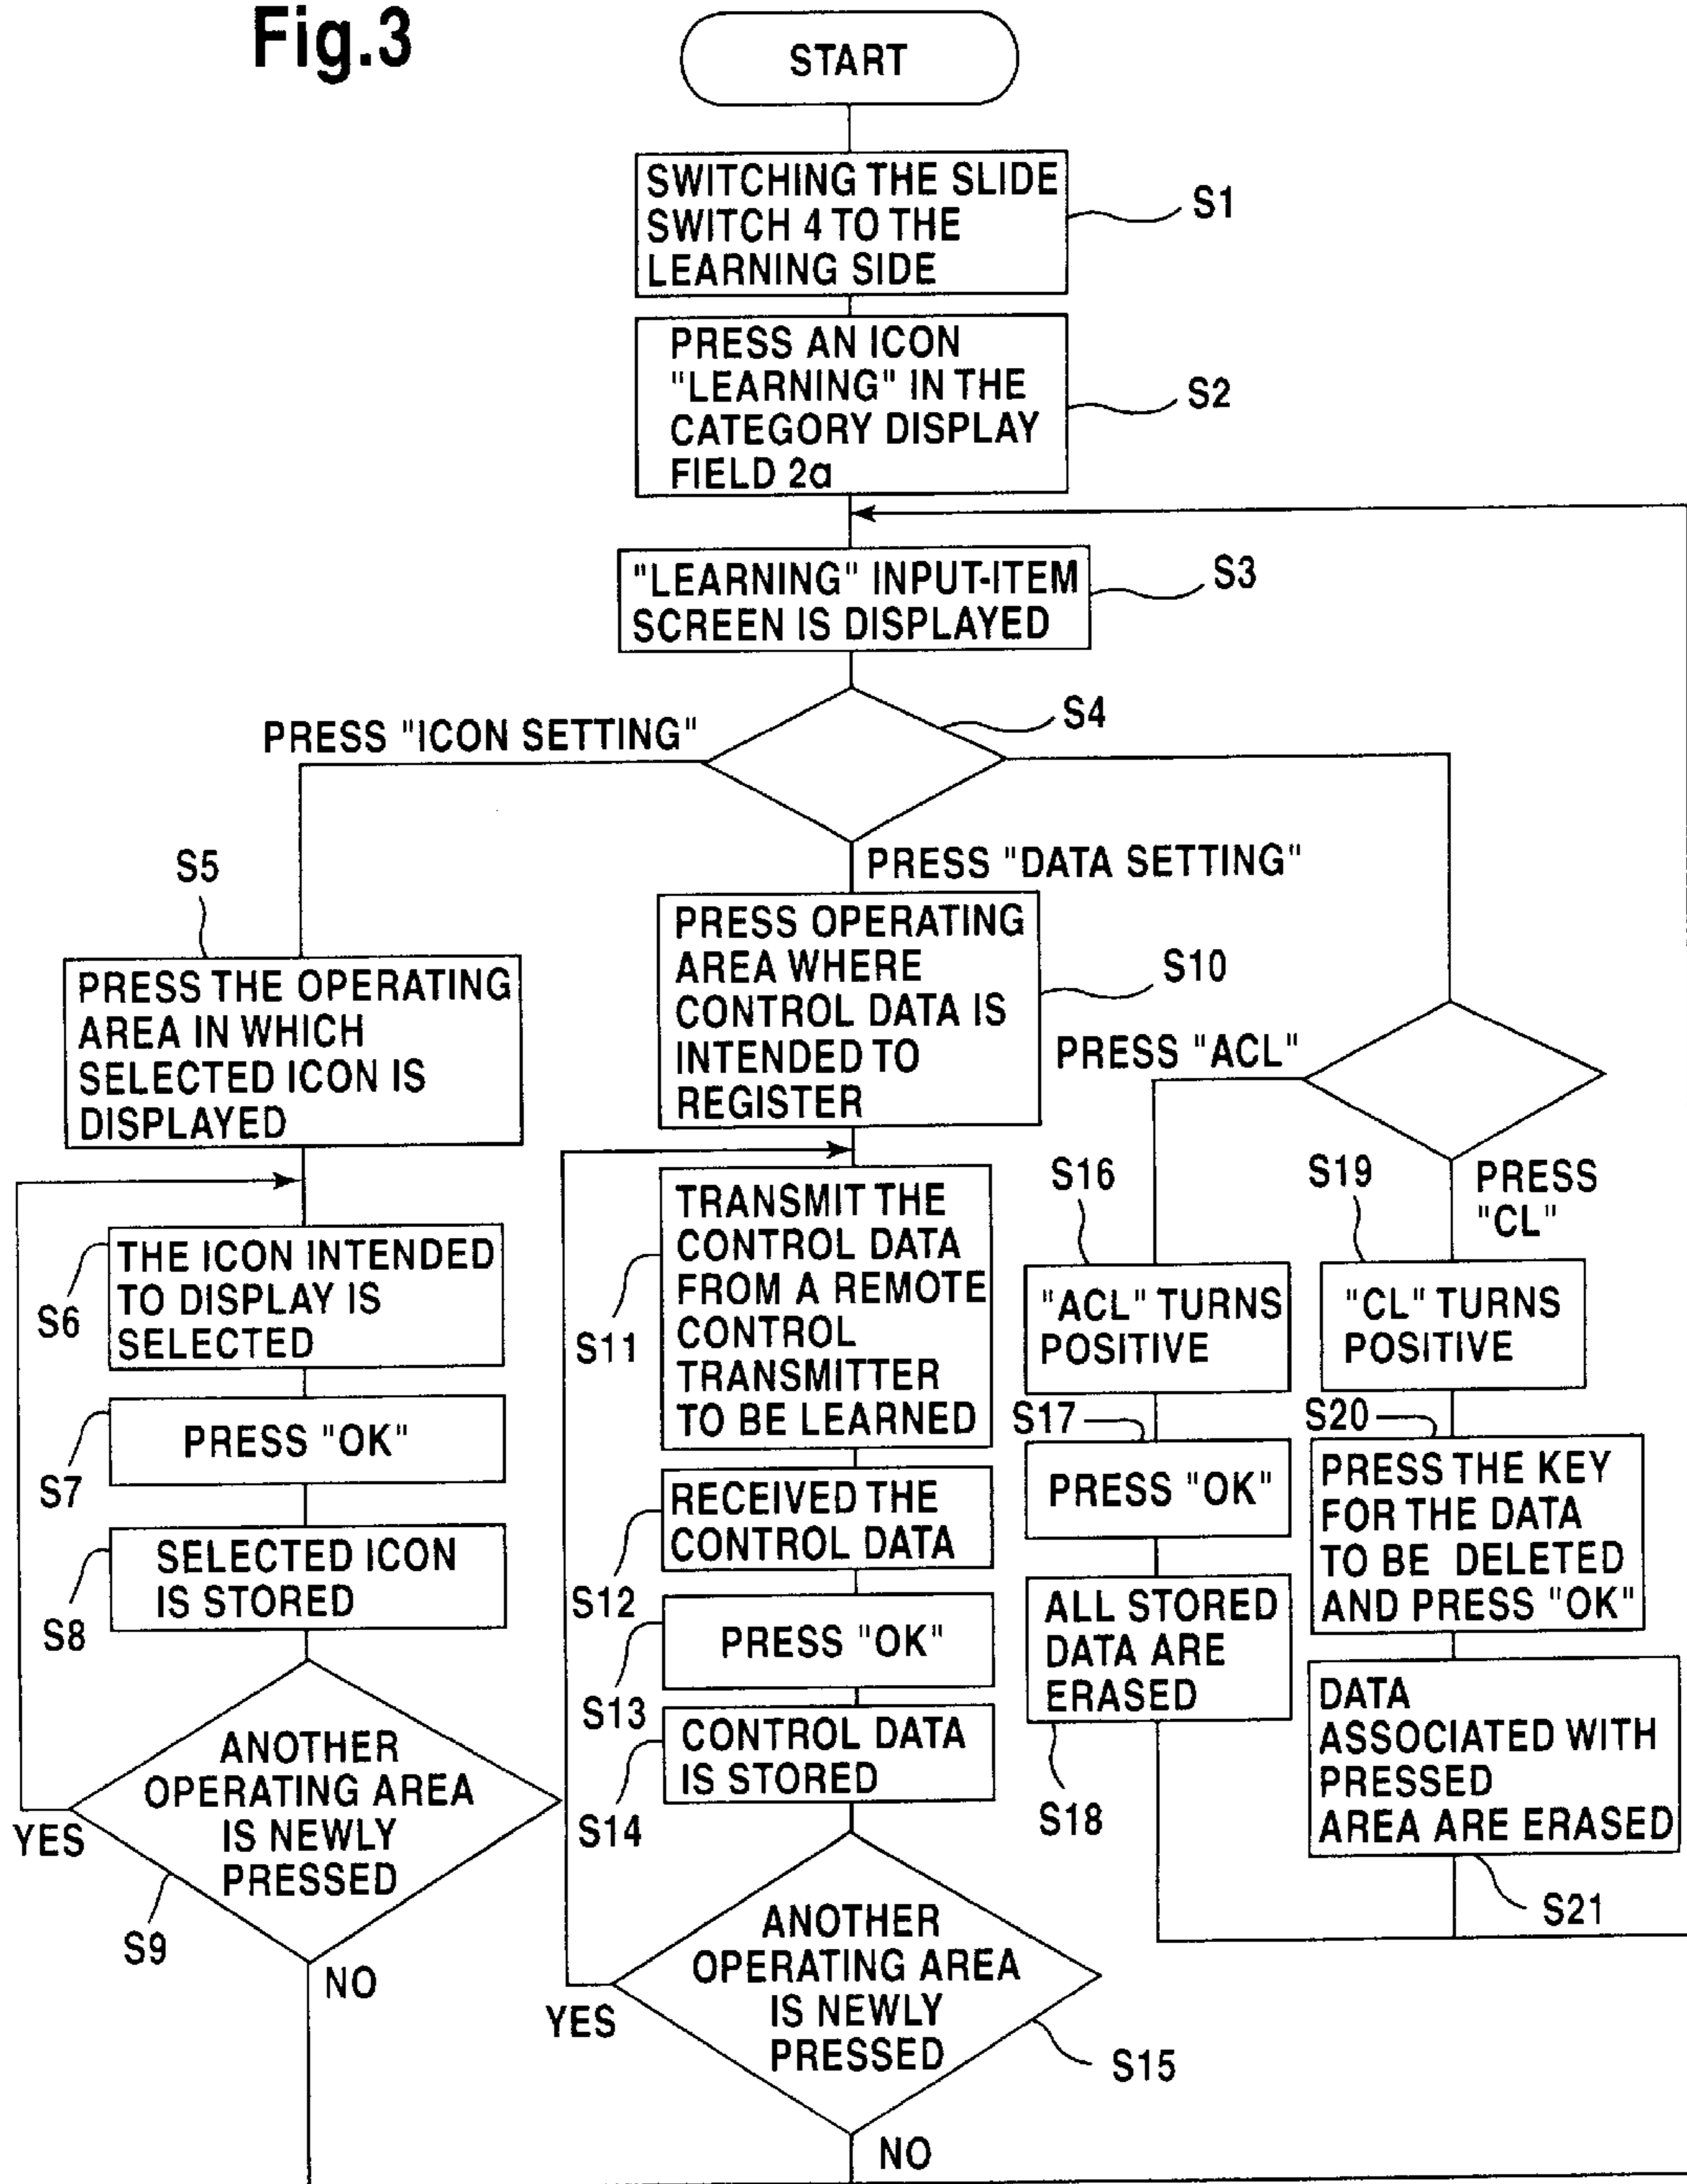 Fig.3
START
SWITCHING THE SLIDE
SWITCH 4 TO THE
LEARNING SIDE
S1
PRESS AN ICON
"LEARNING" IN THE
CATEGORY DISPLAY
FIELD 2a
S2
"LEARNING" INPUT-ITEM
SCREEN IS DISPLAYED
S3
S4
PRESS "ICON SETTING"
PRESS "DATA SETTING"
S5
PRESS THE OPERATING
AREA IN WHICH
SELECTED ICON IS
DISPLAYED
THE ICON INTENDED
TO DISPLAY IS
SELECTED
S6
PRESS "OK"
S7
SELECTED ICON
IS STORED
S8
ANOTHER
OPERATING AREA
IS NEWLY
PRESSED
YES
S9
NO
PRESS OPERATING
AREA WHERE
CONTROL DATA IS
INTENDED TO
REGISTER
S10
TRANSMIT THE
CONTROL DATA
FROM A REMOTE
CONTROL
TRANSMITTER
TO BE LEARNED
S11
RECEIVED THE
CONTROL DATA
S12
PRESS "OK"
S13
CONTROL DATA
IS STORED
S14
ANOTHER
OPERATING AREA
IS NEWLY
PRESSED
YES
S15
NO
PRESS "ACL"
S16
"ACL" TURNS
POSITIVE
S17
PRESS "OK"
ALL STORED
DATA ARE
ERASED
S18
PRESS
"CL"
S19
"CL" TURNS
POSITIVE
S20
PRESS THE KEY
FOR THE DATA
TO BE DELETED
AND PRESS "OK"
DATA
ASSOCIATED WITH
PRESSED
AREA ARE ERASED
S21